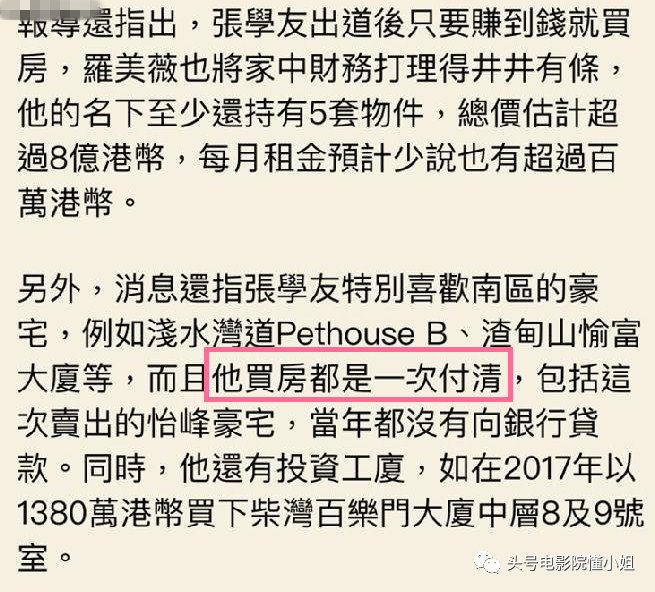 報導還指出，張學友出道後只要賺到錢就買
房，羅美薇也將家中財務打理得井井有條，
他的名下至少還持有5套物件，總價估計超
過8億港幣，每月租金預計少說也有超過百
萬港幣。
另外，消息還指張學友特別喜歡南區的豪
宅，例如淺水灣道Pethouse B、渣甸山愉富
大廈等，而且他買房都是一次付清，包括這
次賣出的怡峰豪宅，當年都沒有向銀行貸
款。同時，他還有投資工廈，如在2017年以
1380萬港幣買下柴灣百樂門大廈中層8及9號
室。
头号电影院懂小姐